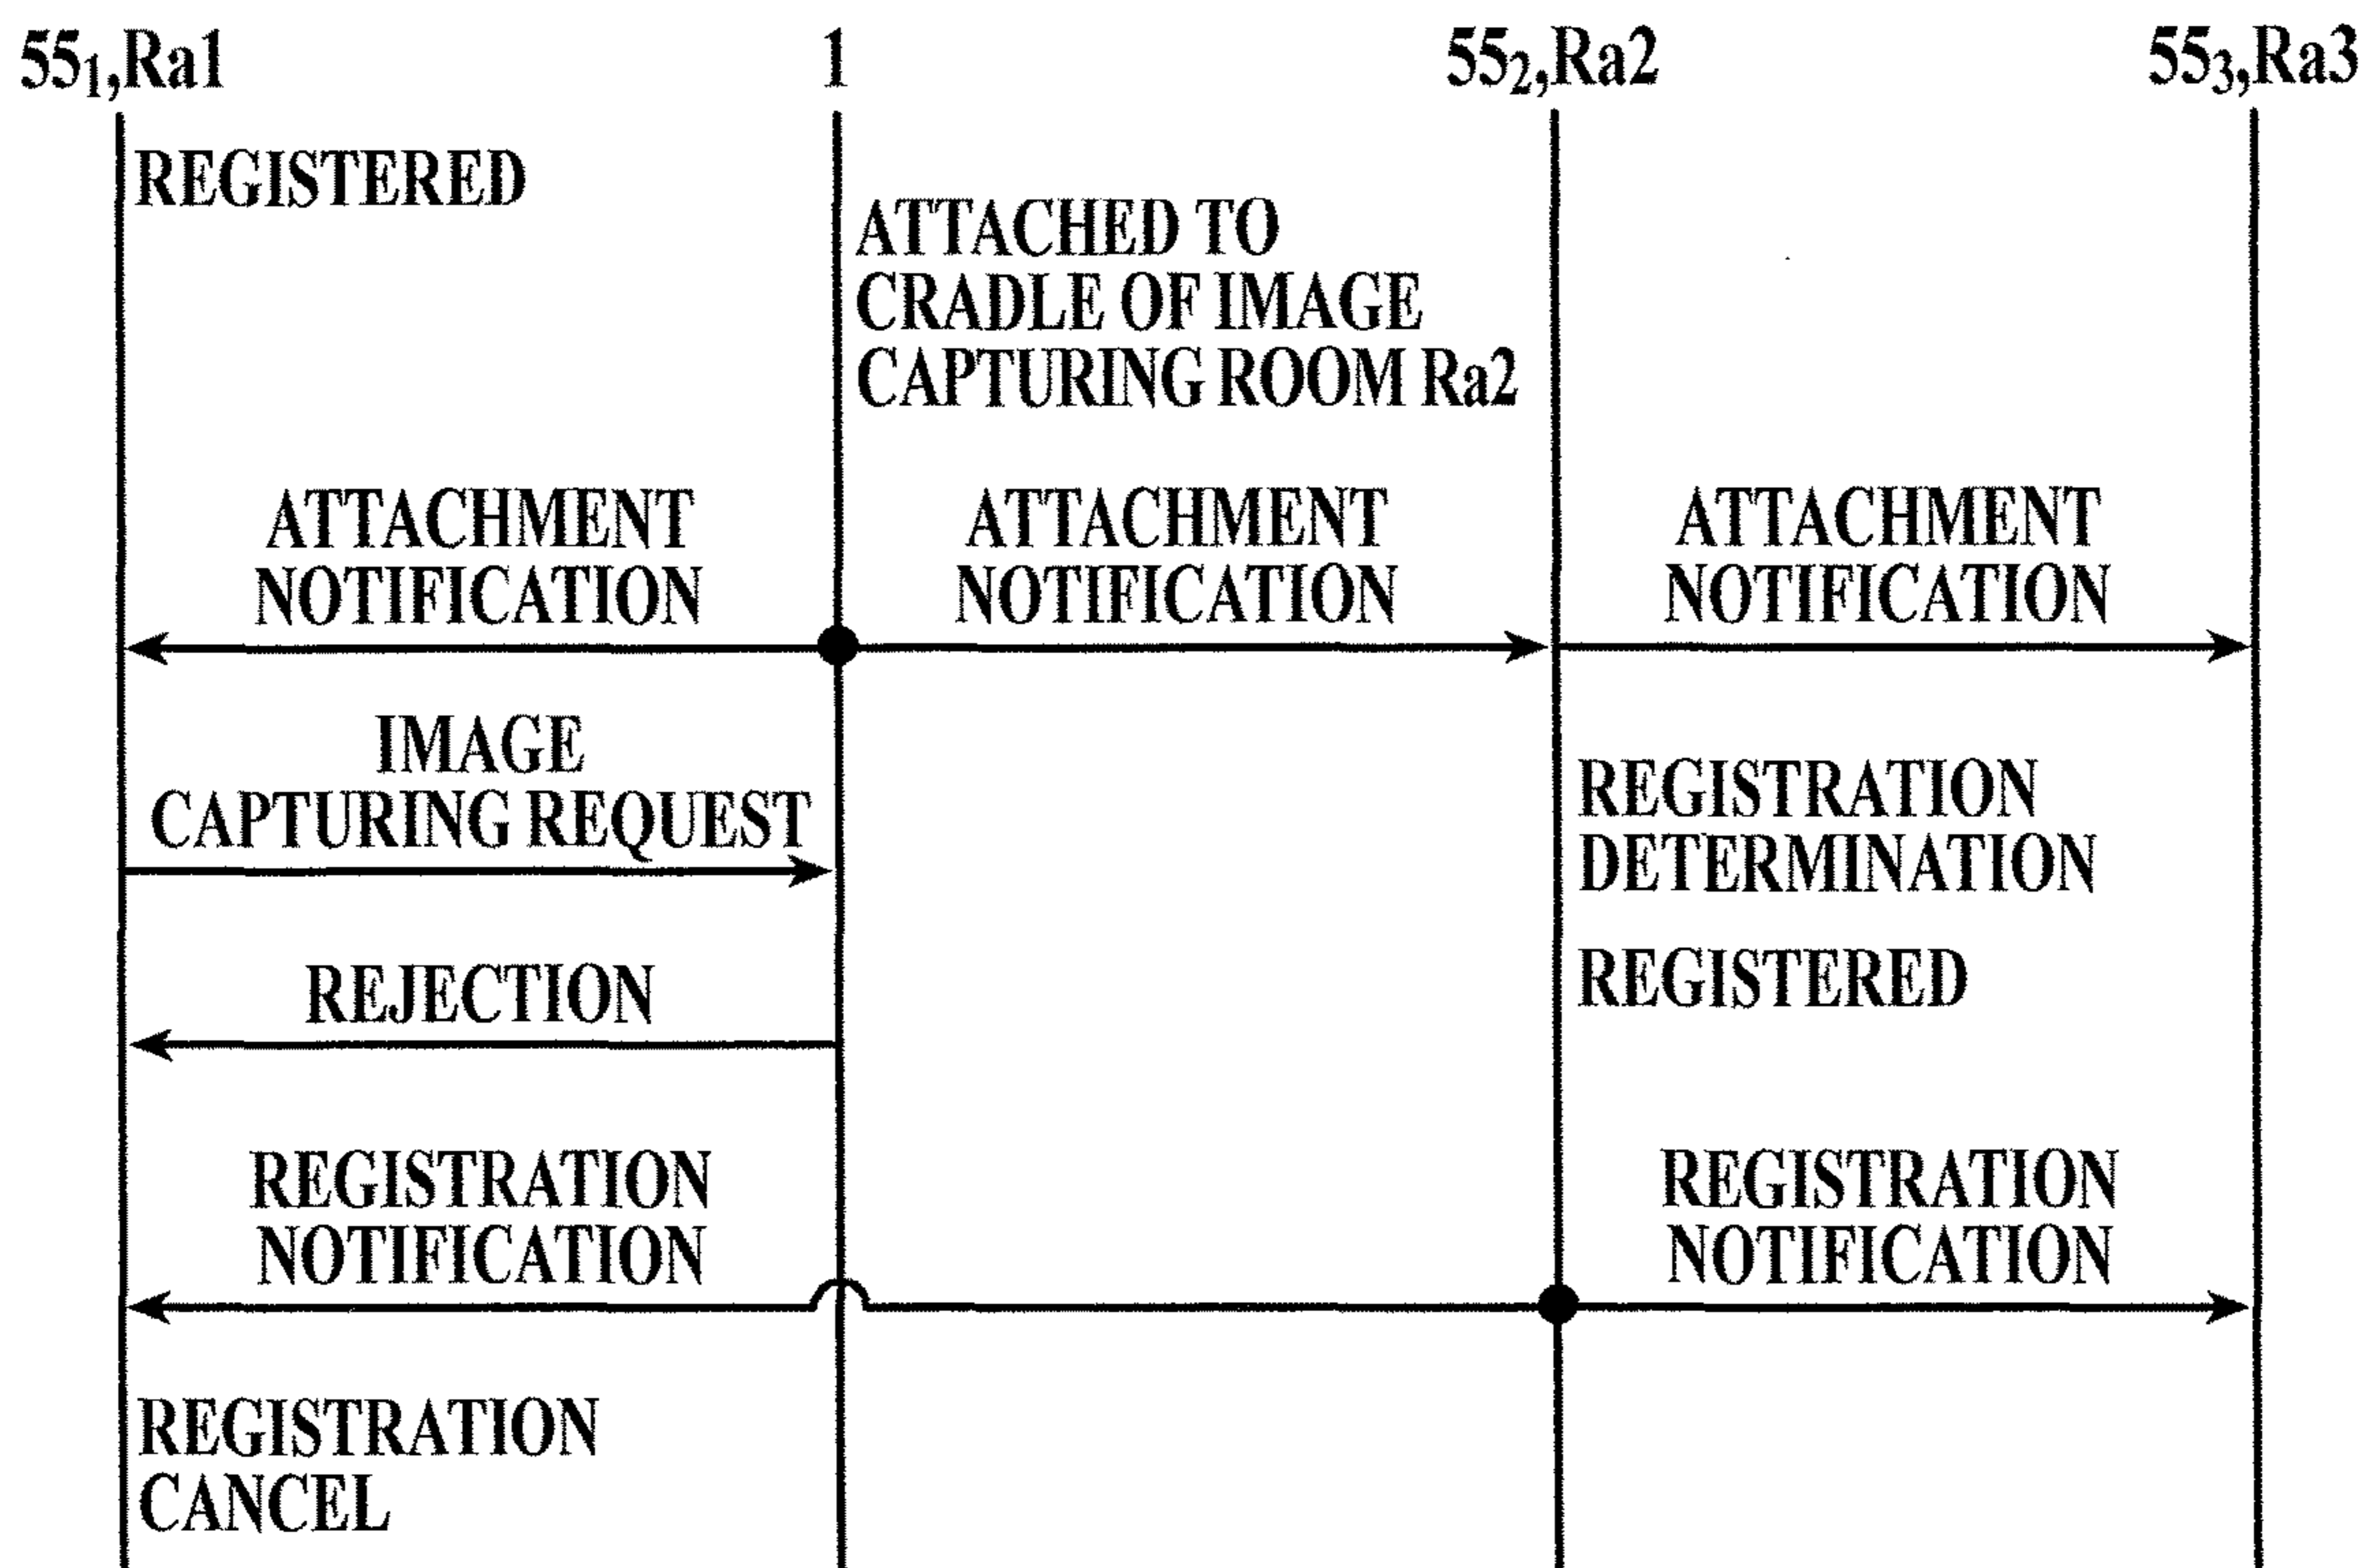 55₁,Ra1
1
55₂,Ra2
55₃,Ra3
REGISTERED
ATTACHED TO
CRADLE OF IMAGE
CAPTURING ROOM Ra2
ATTACHMENT
NOTIFICATION
ATTACHMENT
NOTIFICATION
ATTACHMENT
NOTIFICATION
IMAGE
CAPTURING REQUEST
REGISTRATION
DETERMINATION
REJECTION
REGISTERED
REGISTRATION
NOTIFICATION
REGISTRATION
NOTIFICATION
REGISTRATION
CANCEL